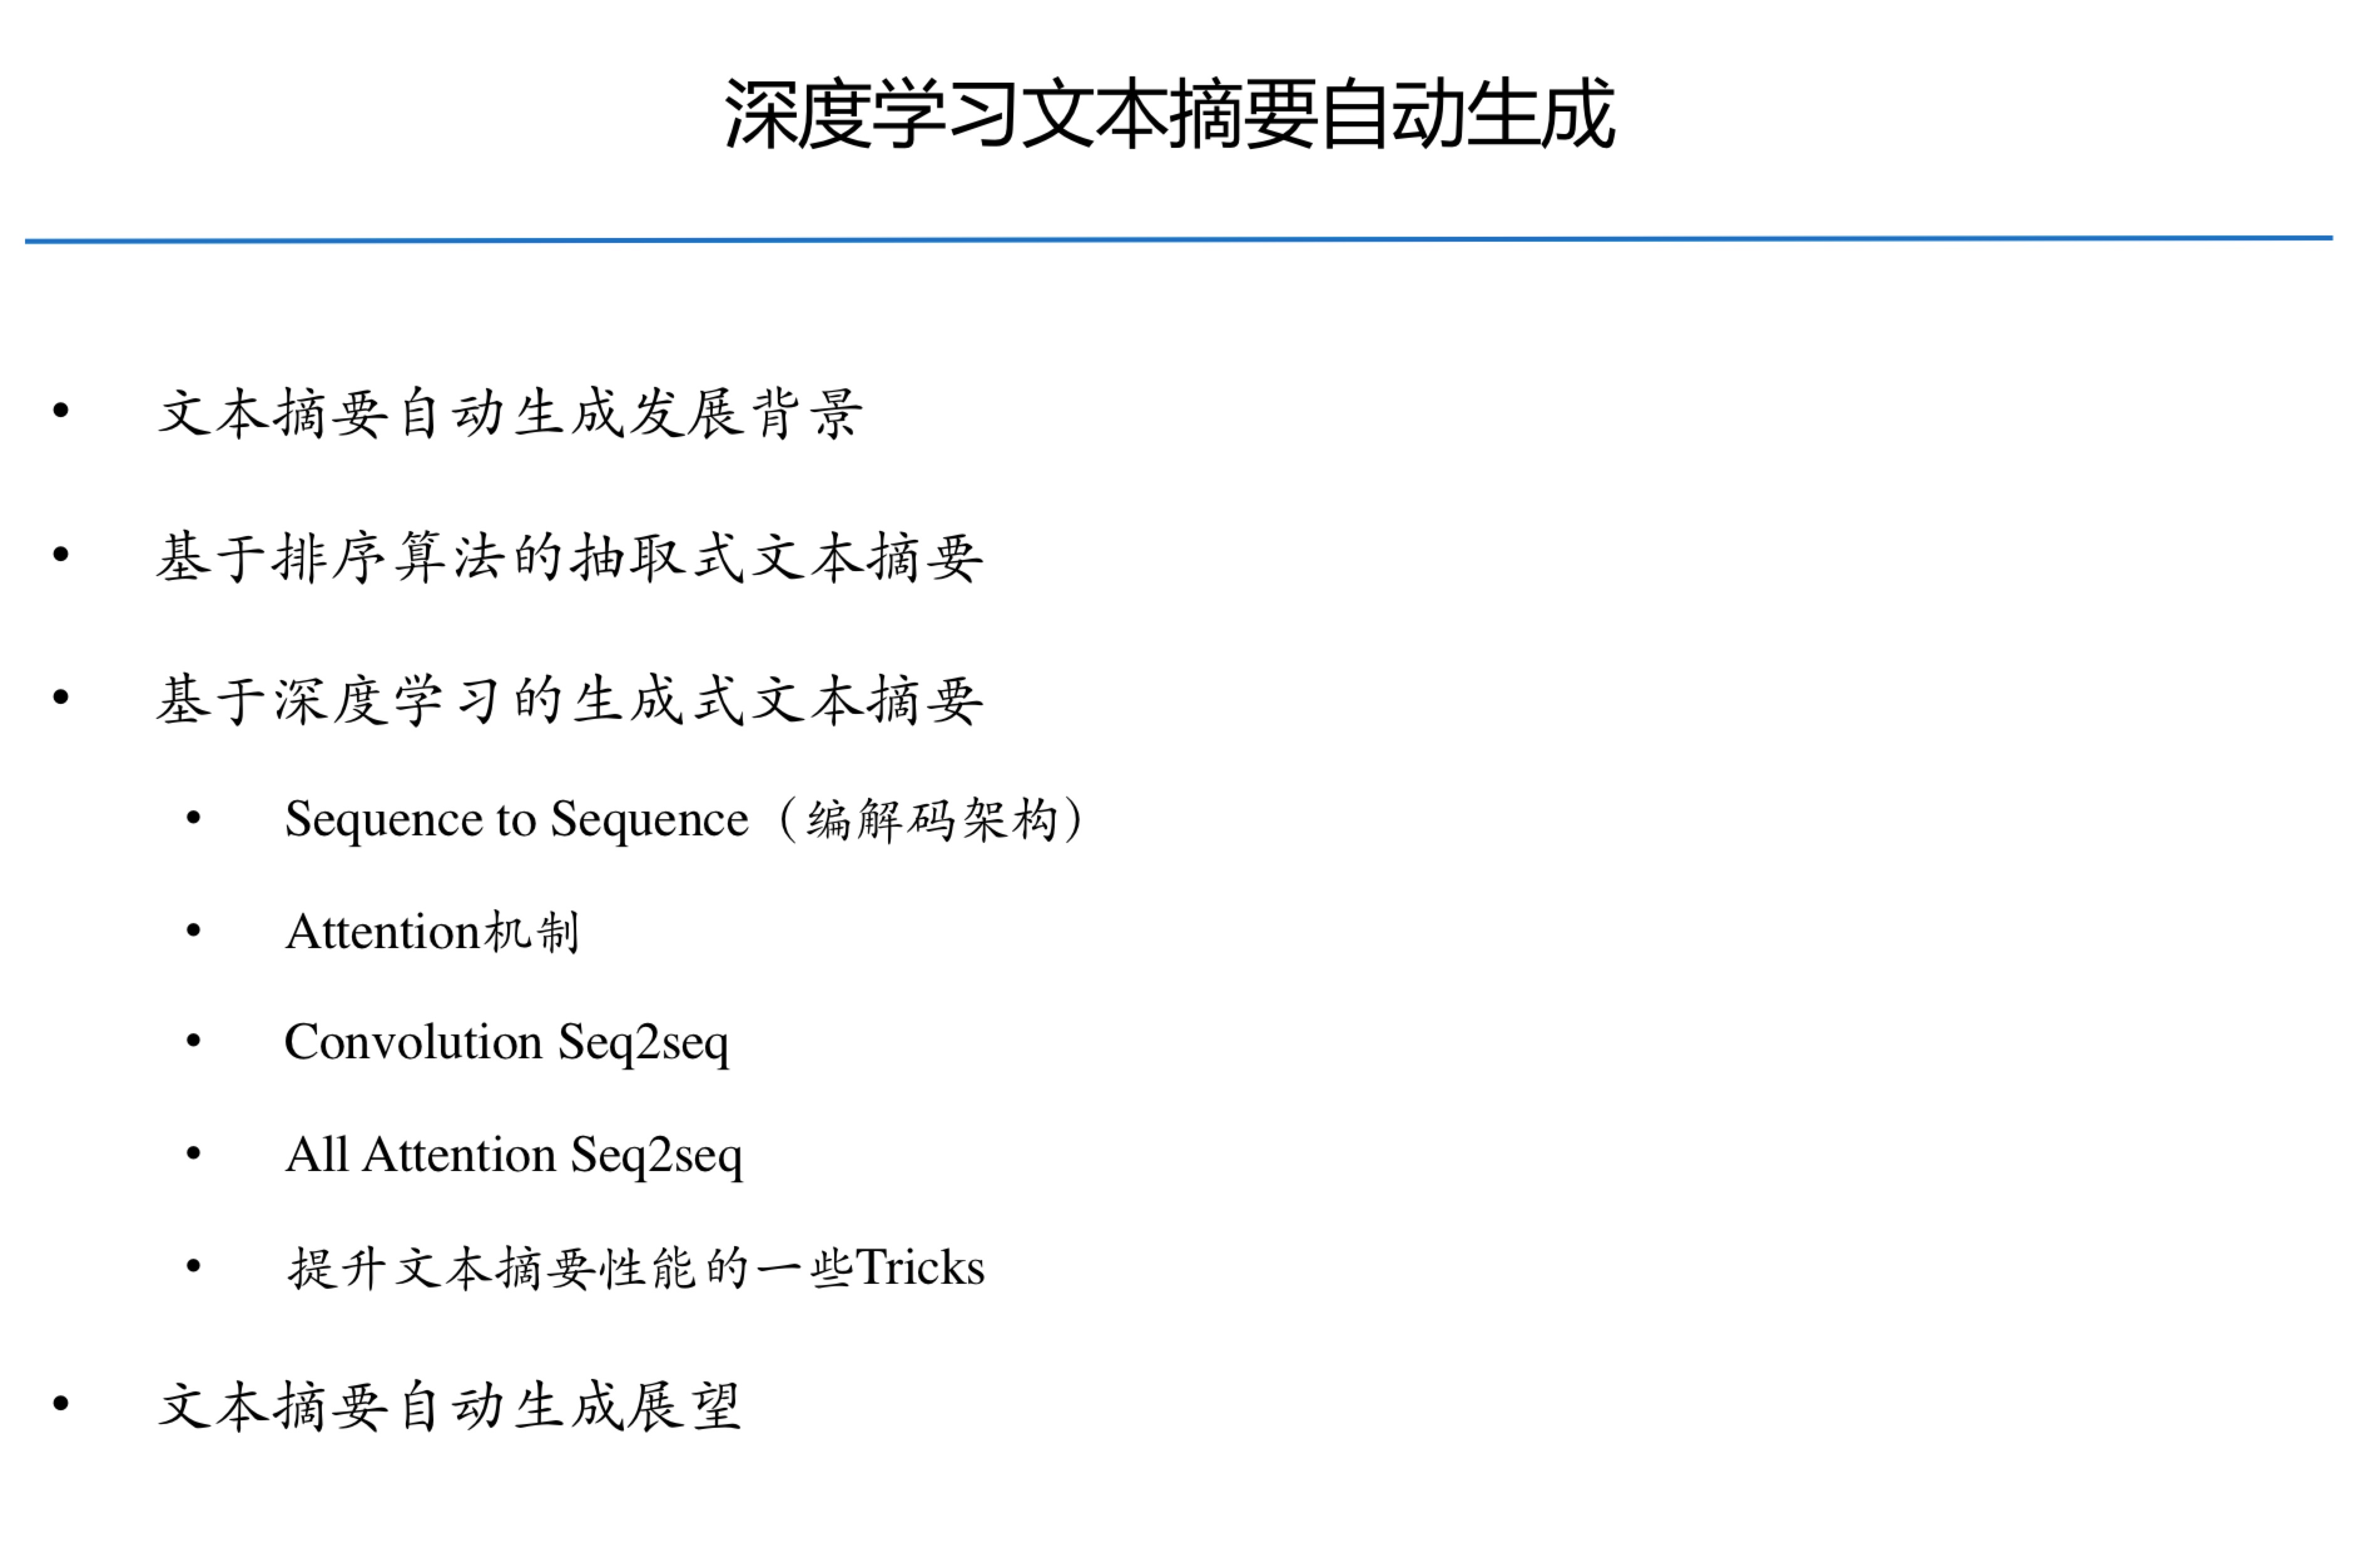 深度学习文本摘要自动生成
• 文本摘要自动生成发展背景
• 基于排序算法的抽取式文本摘要
• 基于深度学习的生成式文本摘要
• Sequence to Sequence（编解码架构）
• Attention机制
• Convolution Seq2seq
• All Attention Seq2seq
• 提升文本摘要性能的一些Tricks
• 文本摘要自动生成展望